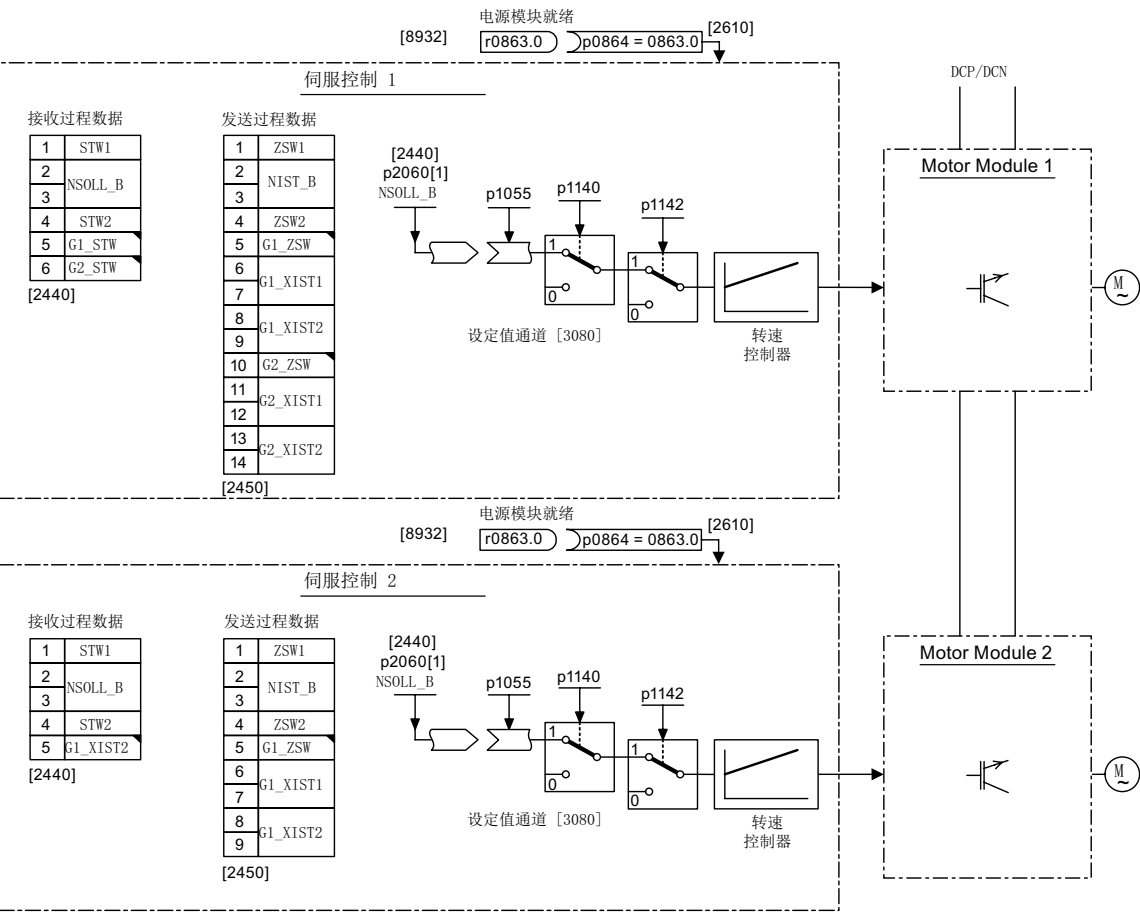 电源模块就绪
[8932]
r0863.0
p0864 = 0863.0
[2610]
伺服控制 1
接收过程数据
1 STW1
2
3
NSOLL_B
4 STW2
5 G1_STW
6 G2_STW
[2440]
发送过程数据
1 ZSW1
2
3
NIST_B
4 ZSW2
5 G1_ZSW
6
7
G1_XIST1
8
9
G1_XIST2
10 G2_ZSW
11
12
G2_XIST1
13
14
G2_XIST2
[2450]
[2440]
p2060[1]
NSOLL_B
p1055
p1140
p1142
1
0
1
0
设定值通道 [3080]
转速
控制器
DCP/DCN
Motor Module 1
M
~
电源模块就绪
[8932]
r0863.0
p0864 = 0863.0
[2610]
伺服控制 2
接收过程数据
1 STW1
2
3
NSOLL_B
4 STW2
5 G1_XIST2
[2440]
发送过程数据
1 ZSW1
2
3
NIST_B
4 ZSW2
5 G1_ZSW
6
7
G1_XIST1
8
9
G1_XIST2
[2450]
[2440]
p2060[1]
NSOLL_B
p1055
p1140
p1142
1
0
1
0
设定值通道 [3080]
转速
控制器
Motor Module 2
M
~